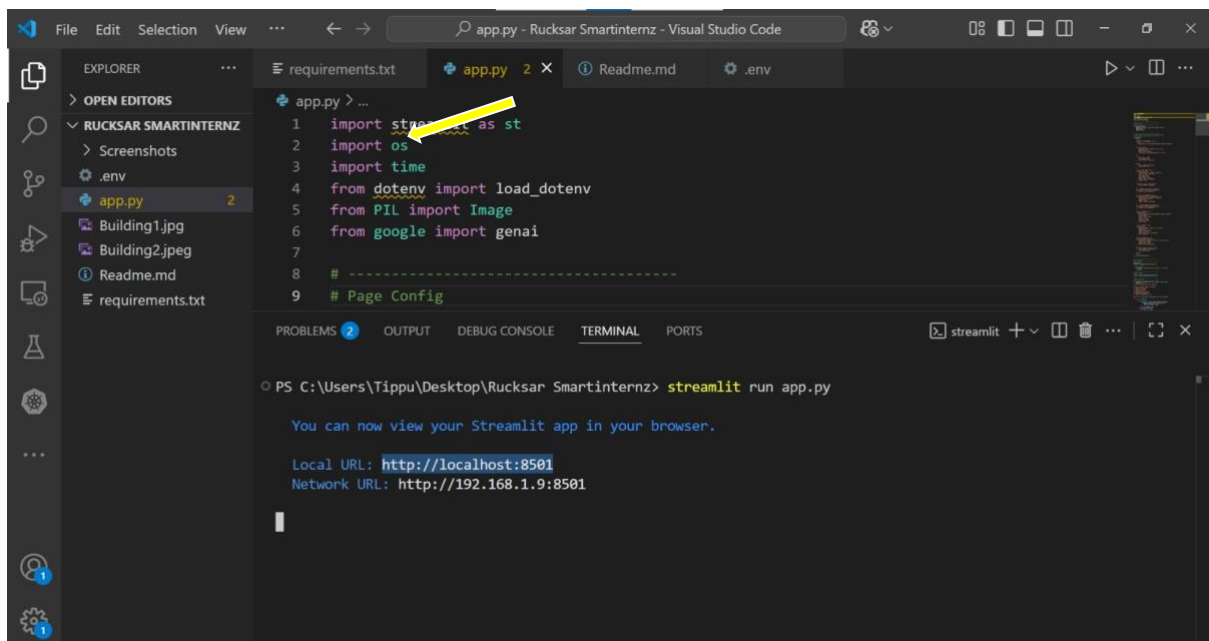 File Edit Selection View ... app.py - Rucksar Smartinternz - Visual Studio Code
EXPLORER ...
OPEN EDITORS
RUCKSAR SMARTINTERNZ
Screenshots
.env
app.py 2
Building1.jpg
Building2.jpeg
Readme.md
requirements.txt
requirements.txt app.py 2 Readme.md .env
app.py > ...
1 import streamlit as st
2 import os
3 import time
4 from dotenv import load_dotenv
5 from PIL import Image
6 from google import genai
7
8 # --------------------------------------
9 # Page Config
PROBLEMS 2 OUTPUT DEBUG CONSOLE TERMINAL PORTS streamlit
PS C:\Users\Tippu\Desktop\Rucksar Smartinternz> streamlit run app.py
You can now view your Streamlit app in your browser.
Local URL: http://localhost:8501
Network URL: http://192.168.1.9:8501
1
1